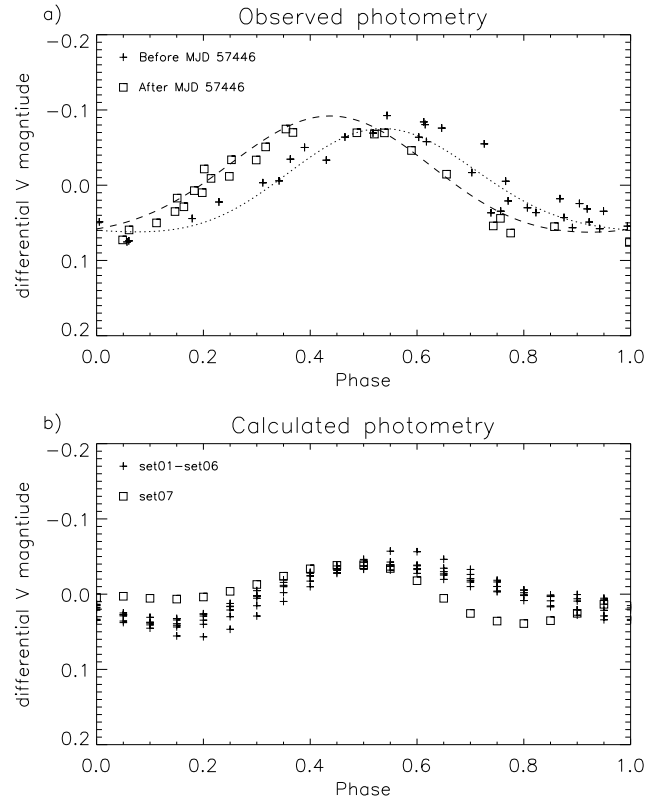 a)
Observed photometry
−0.2
−0.1
0.0
0.1
0.2
differential V magntiude
+ Before MJD 57446
□ After MJD 57446
0.0 0.2 0.4 0.6 0.8 1.0
Phase
b)
Calculated photometry
−0.2
−0.1
0.0
0.1
0.2
differential V magntiude
+ set01−set06
□ set07
0.0 0.2 0.4 0.6 0.8 1.0
Phase